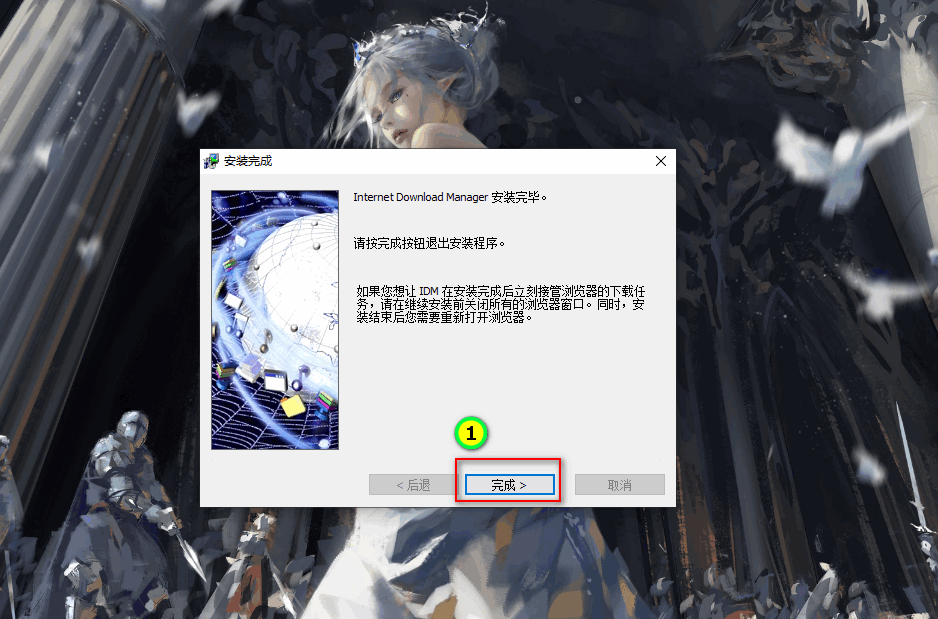 安装完成
Internet Download Manager 安装完毕。
请按完成按钮退出安装程序。
如果您想让 IDM 在安装完成后立刻接管浏览器的下载任
务，请在继续安装前关闭所有的浏览器窗口。同时，安
装结束后您需要重新打开浏览器。
1
< 后退
完成 >
取消